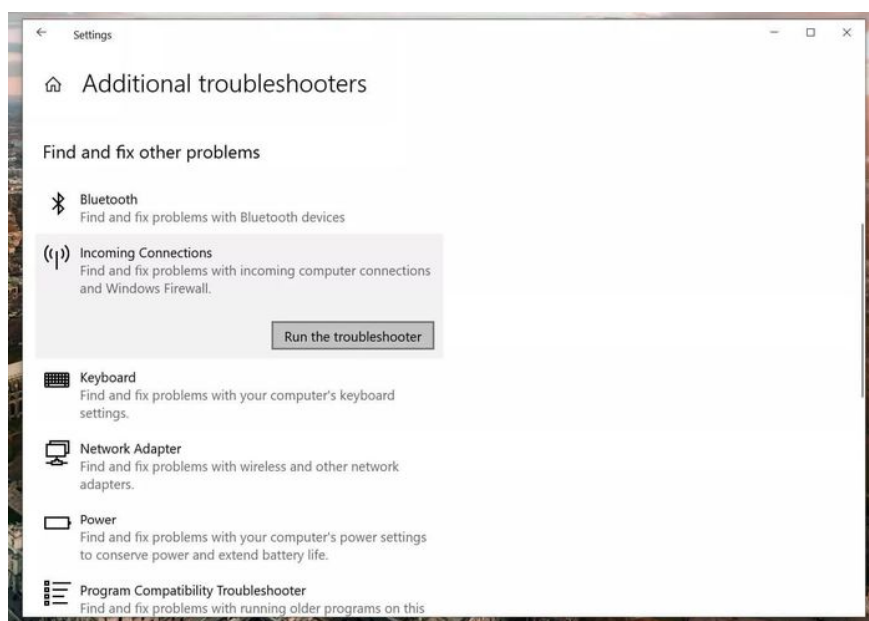 Settings
Additional troubleshooters
Find and fix other problems
Bluetooth
Find and fix problems with Bluetooth devices
Incoming Connections
Find and fix problems with incoming computer connections
and Windows Firewall.
Run the troubleshooter
Keyboard
Find and fix problems with your computer's keyboard
settings.
Network Adapter
Find and fix problems with wireless and other network
adapters.
Power
Find and fix problems with your computer's power settings
to conserve power and extend battery life.
Program Compatibility Troubleshooter
Find and fix problems with running older programs on this